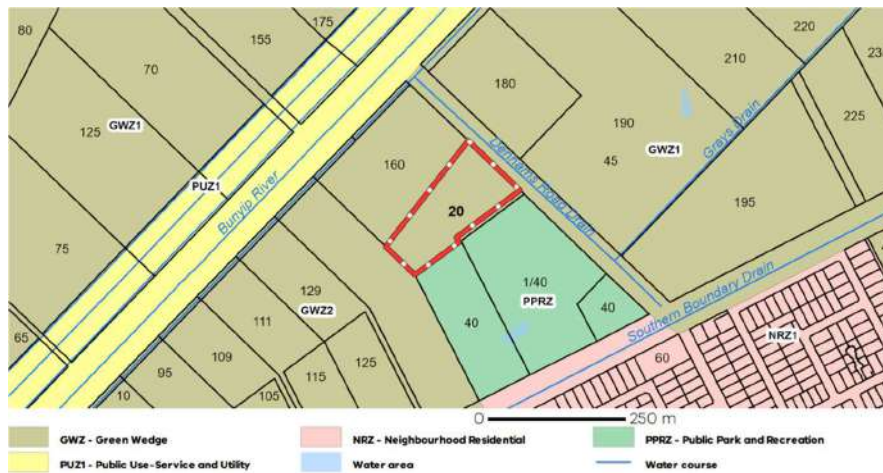 80
175
155
220
70
210
23
180
125
GWZ1
225
190
Grays Drain
GWZ1
45
160
Denhams Road Drain
PUZ1
20
195
Bunyip River
75
129
1/40
GWZ2
PPRZ
111
40
40
Southern Boundary Drain
65
109
NRZ1
95
125
60
115
10
105
0 250 m
GWZ - Green Wedge
NRZ - Neighbourhood Residential
PPRZ - Public Park and Recreation
PUZ1 - Public Use-Service and Utility
Water area
Water course